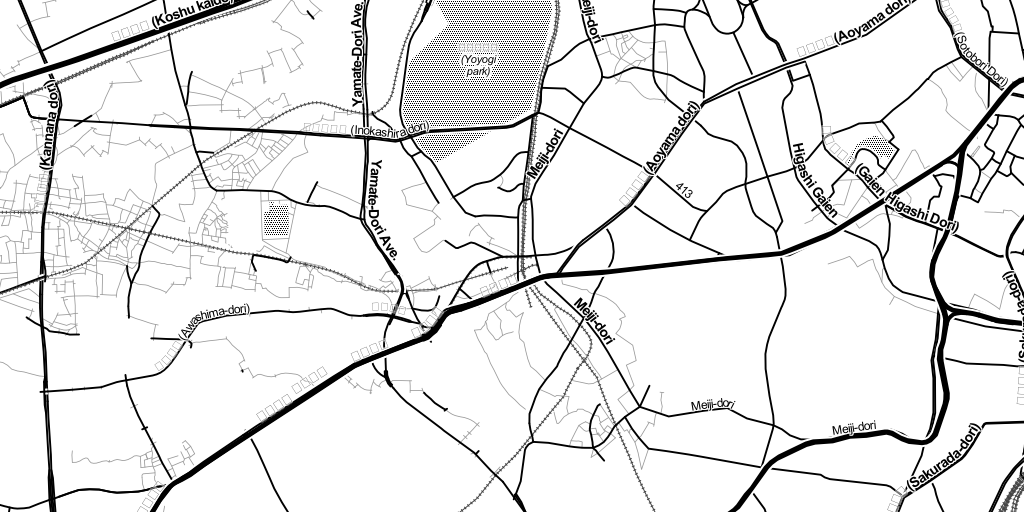 (Koshu kaido)
Yamate-Dori Ave.
Meiji-dori
(Aoyama dori)
(Sotobori Dori)
(Yoyogi
park)
(Kannana dori)
(Inokashira dori)
Meiji-dori
(Aoyama dori)
Higashi Gaien
(Gaien Higashi Dori)
413
Yamate-Dori Ave.
(Awashima-dori)
Meiji-dori
Meiji-dori
Meiji-dori
(Sakurada-dori)